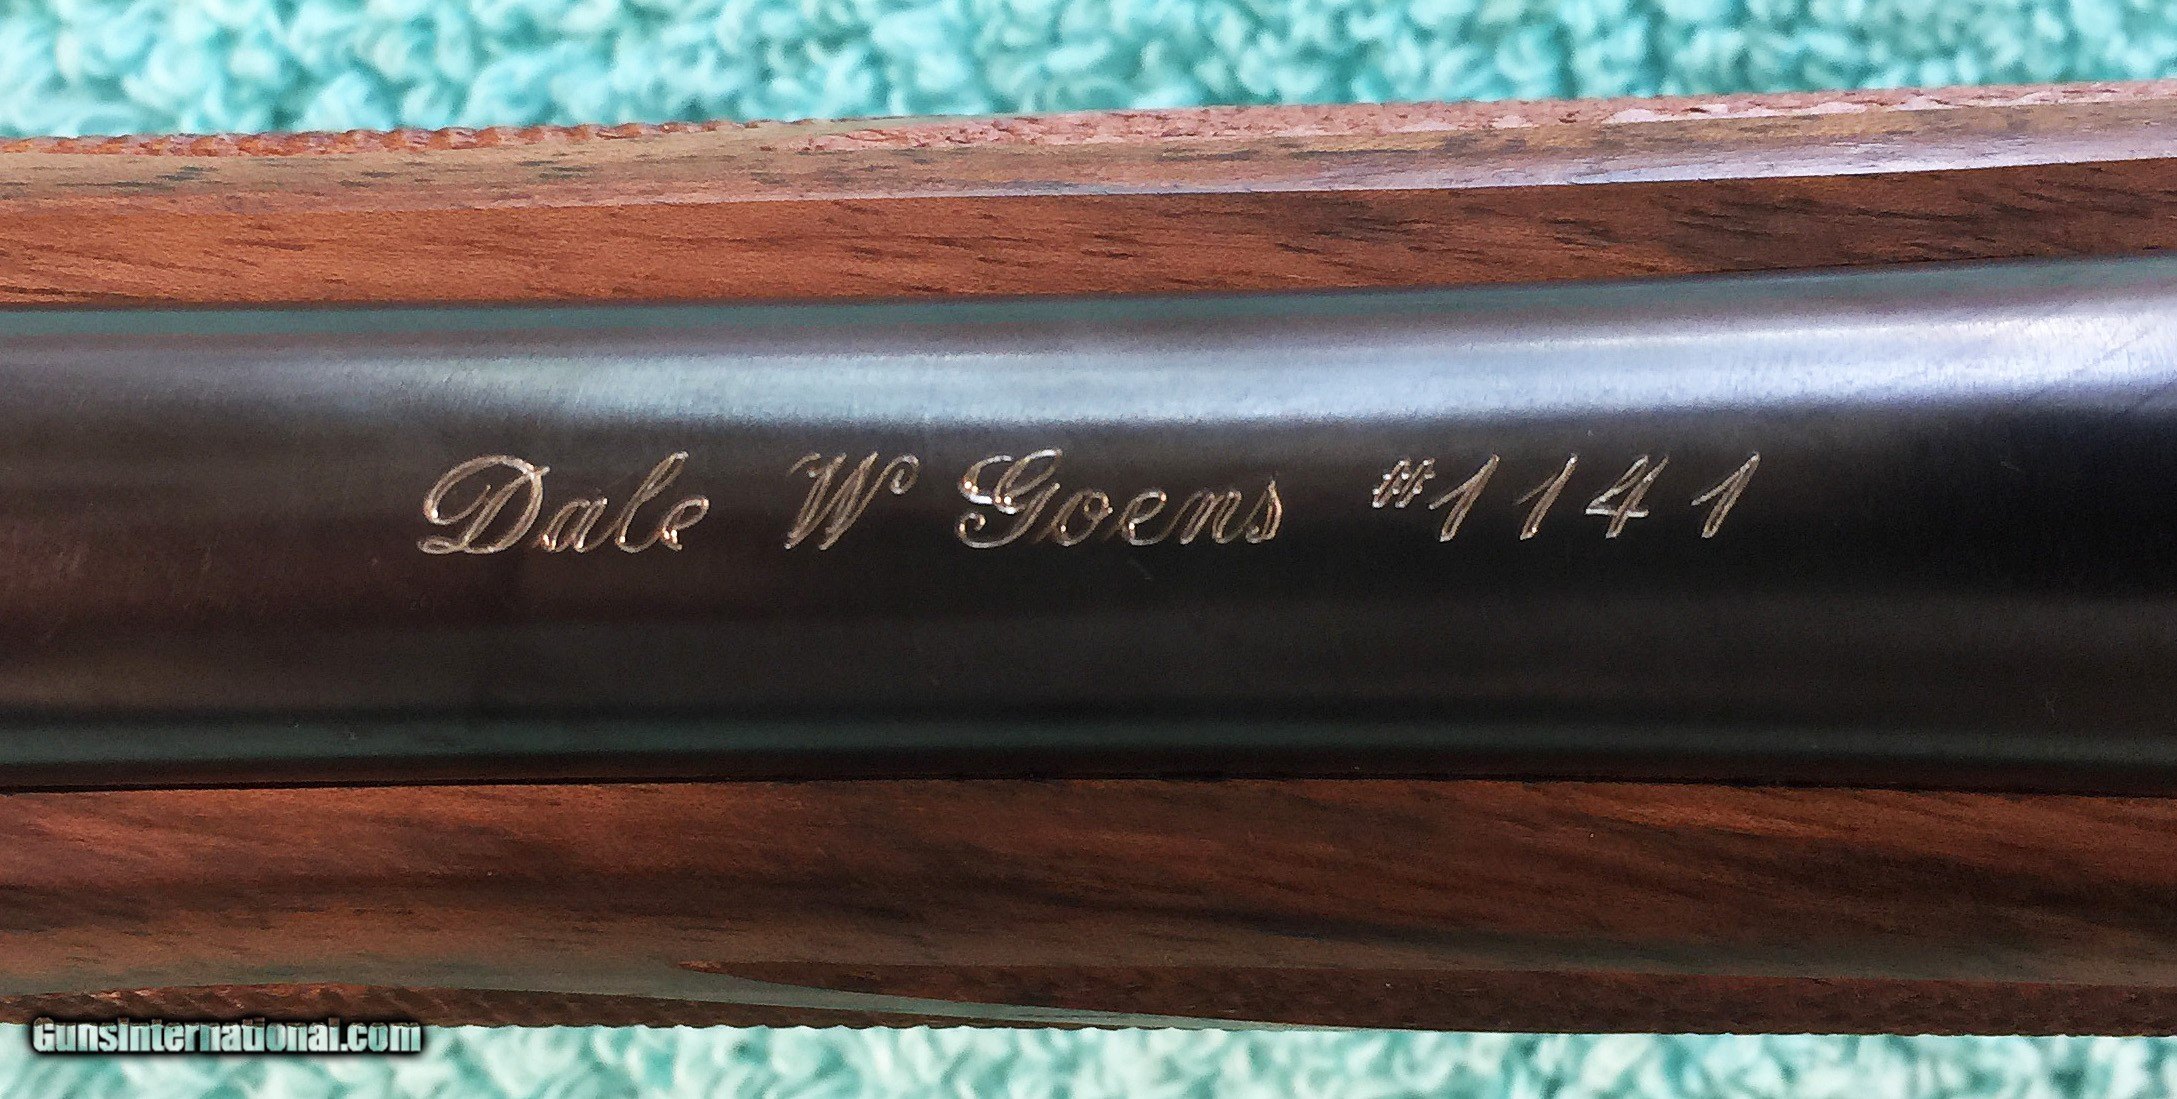 Dale W Goens #1141
GunsInternational.com